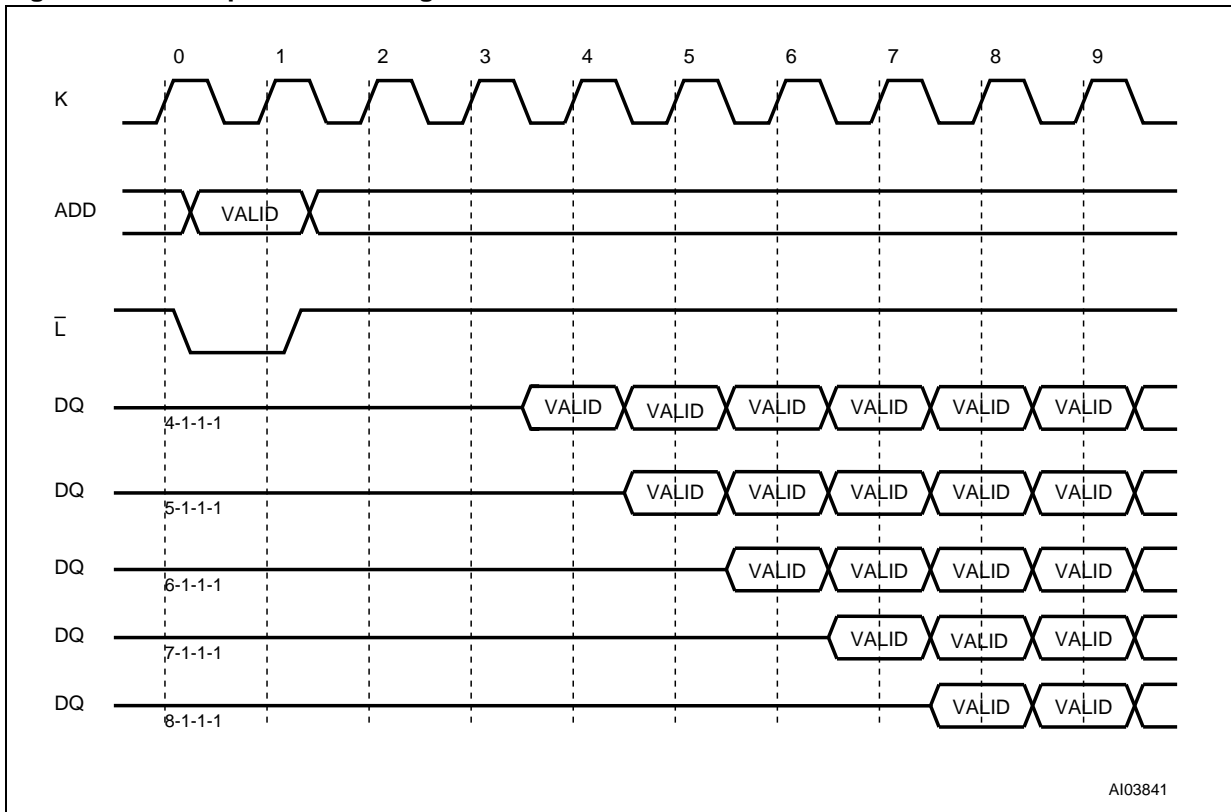 0 1 2 3 4 5 6 7 8 9
K
ADD VALID
L̅
DQ VALID VALID VALID VALID VALID VALID
4-1-1-1
DQ VALID VALID VALID VALID VALID
5-1-1-1
DQ VALID VALID VALID VALID
6-1-1-1
DQ VALID VALID VALID
7-1-1-1
DQ VALID VALID
8-1-1-1
AI03841